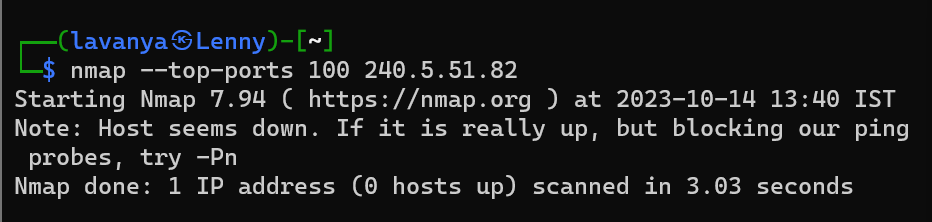 ┌──(lavanya㉿Lenny)-[~]
└─$ nmap --top-ports 100 240.5.51.82
Starting Nmap 7.94 ( https://nmap.org ) at 2023-10-14 13:40 IST
Note: Host seems down. If it is really up, but blocking our ping
 probes, try -Pn
Nmap done: 1 IP address (0 hosts up) scanned in 3.03 seconds